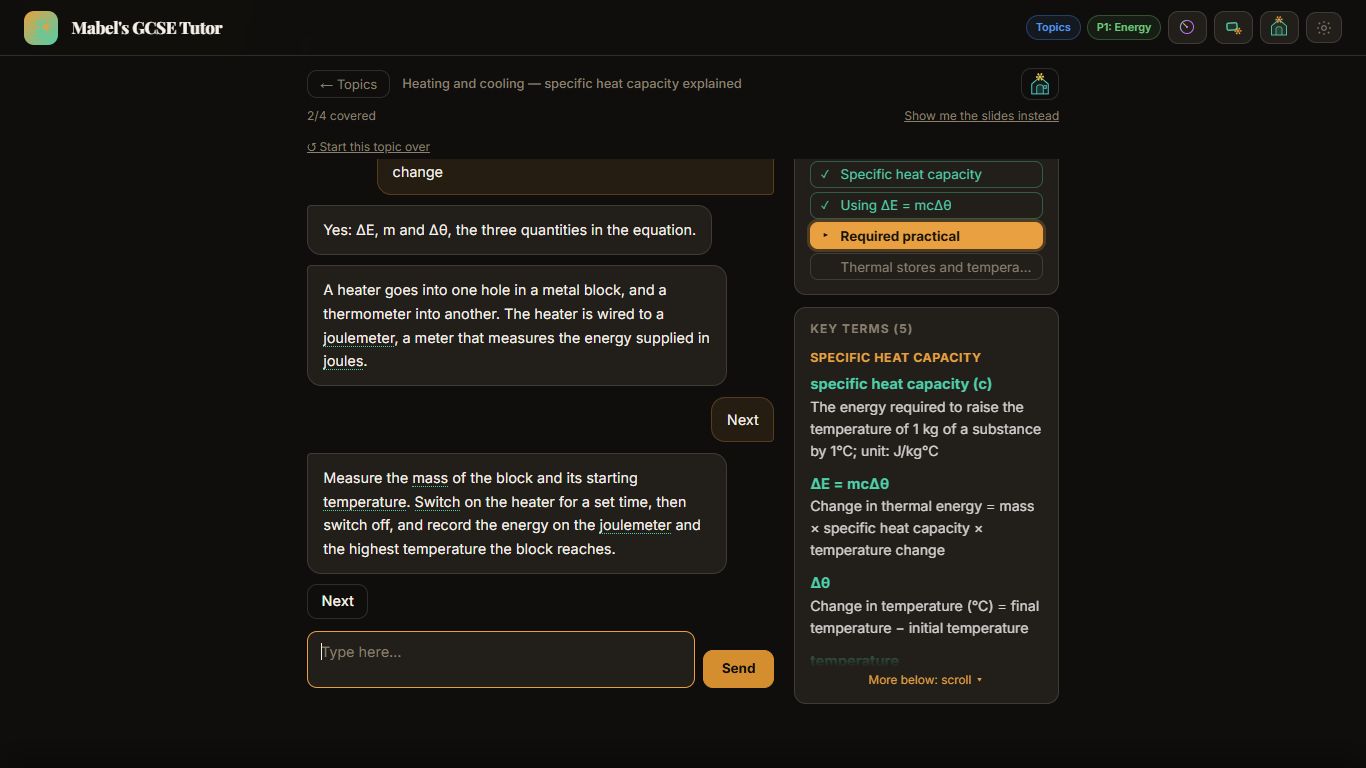 Mabel's GCSE Tutor
Topics
P1: Energy
← Topics
Heating and cooling — specific heat capacity explained
2/4 covered
Show me the slides instead
↺ Start this topic over
change
Yes: ΔE, m and Δθ, the three quantities in the equation.
A heater goes into one hole in a metal block, and a
thermometer into another. The heater is wired to a
joulemeter, a meter that measures the energy supplied in
joules.
Next
Measure the mass of the block and its starting
temperature. Switch on the heater for a set time, then
switch off, and record the energy on the joulemeter and
the highest temperature the block reaches.
Next
Type here...
Send
✓ Specific heat capacity
✓ Using ΔE = mcΔθ
‣ Required practical
Thermal stores and tempera...
KEY TERMS (5)
SPECIFIC HEAT CAPACITY
specific heat capacity (c)
The energy required to raise the
temperature of 1 kg of a substance
by 1°C; unit: J/kg°C
ΔE = mcΔθ
Change in thermal energy = mass
× specific heat capacity ×
temperature change
Δθ
Change in temperature (°C) = final
temperature − initial temperature
temperature
More below: scroll ▾